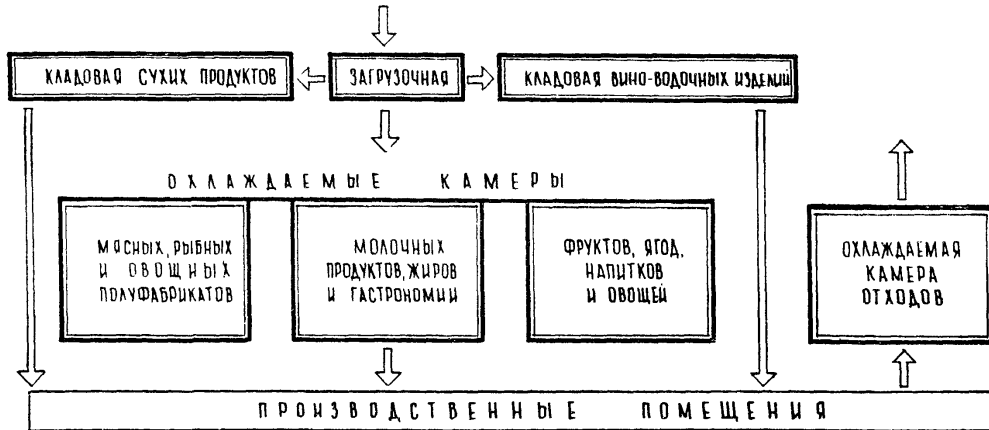 КЛАДОВАЯ СУХИХ ПРОДУКТОВ
ЗАГРУЗОЧНАЯ
КЛАДОВАЯ ВИНО-ВОДОЧНЫХ ИЗДЕЛИЙ
ОХЛАЖДАЕМЫЕ КАМЕРЫ
МЯСНЫХ, РЫБНЫХ
И ОВОЩНЫХ
ПОЛУФАБРИКАТОВ
МОЛОЧНЫХ
ПРОДУКТОВ, ЖИРОВ
И ГАСТРОНОМИИ
ФРУКТОВ, ЯГОД,
НАПИТКОВ
И ОВОЩЕЙ
ОХЛАЖДАЕМАЯ
КАМЕРА
ОТХОДОВ
ПРОИЗВОДСТВЕННЫЕ ПОМЕЩЕНИЯ